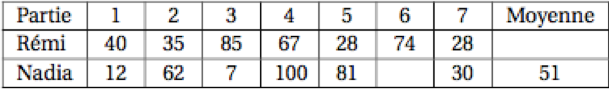 Partie 1 2 3 4 5 6 7 Moyenne
Rémi 40 35 85 67 28 74 28
Nadia 12 62 7 100 81 30 51